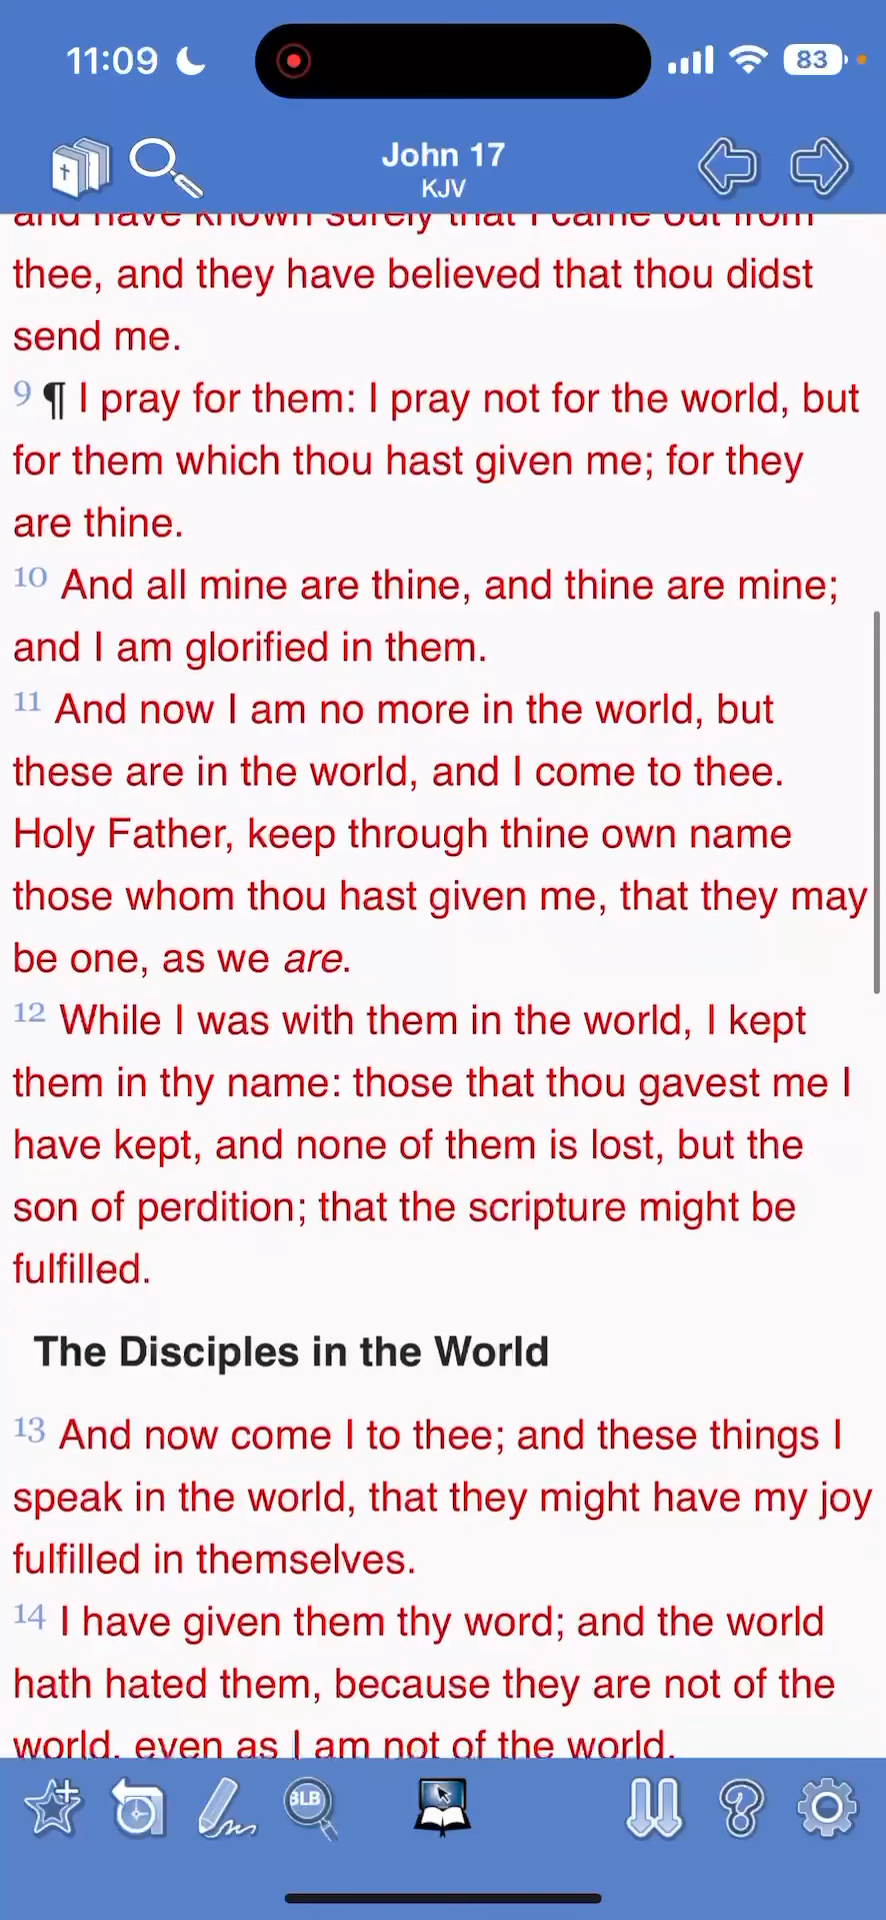 11:09
83
John 17
KJV
and have known surely that I came out from
thee, and they have believed that thou didst
send me.
9 ¶ I pray for them: I pray not for the world, but
for them which thou hast given me; for they
are thine.
10 And all mine are thine, and thine are mine;
and I am glorified in them.
11 And now I am no more in the world, but
these are in the world, and I come to thee.
Holy Father, keep through thine own name
those whom thou hast given me, that they may
be one, as we are.
12 While I was with them in the world, I kept
them in thy name: those that thou gavest me I
have kept, and none of them is lost, but the
son of perdition; that the scripture might be
fulfilled.
The Disciples in the World
13 And now come I to thee; and these things I
speak in the world, that they might have my joy
fulfilled in themselves.
14 I have given them thy word; and the world
hath hated them, because they are not of the
world, even as I am not of the world.
BLB